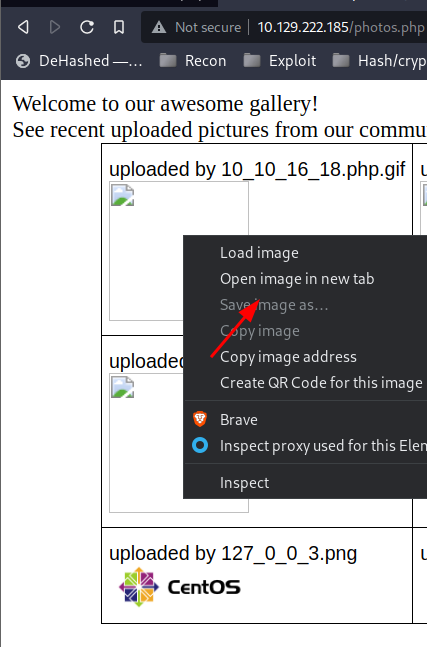 Not secure
10.129.222.185/photos.php
DeHashed —...
Recon
Exploit
Hash/cryp
Welcome to our awesome gallery!
See recent uploaded pictures from our commu
uploaded by 10_10_16_18.php.gif
Load image
Open image in new tab
Save image as...
Copy image
Copy image address
Create QR Code for this image
Brave
Inspect proxy used for this Elem
Inspect
uploaded
uploaded by 127_0_0_3.png
CentOS